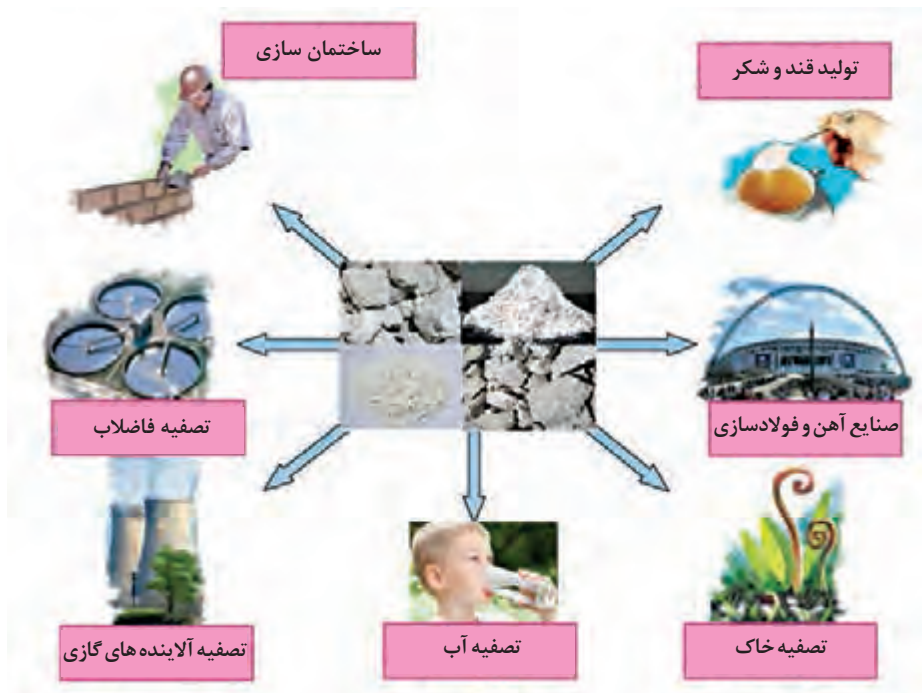 ساختمان سازی
تولید قند و شکر
تصفیه فاضلاب
صنایع آهن و فولادسازی
تصفیه آلاینده های گازی
تصفیه آب
تصفیه خاک